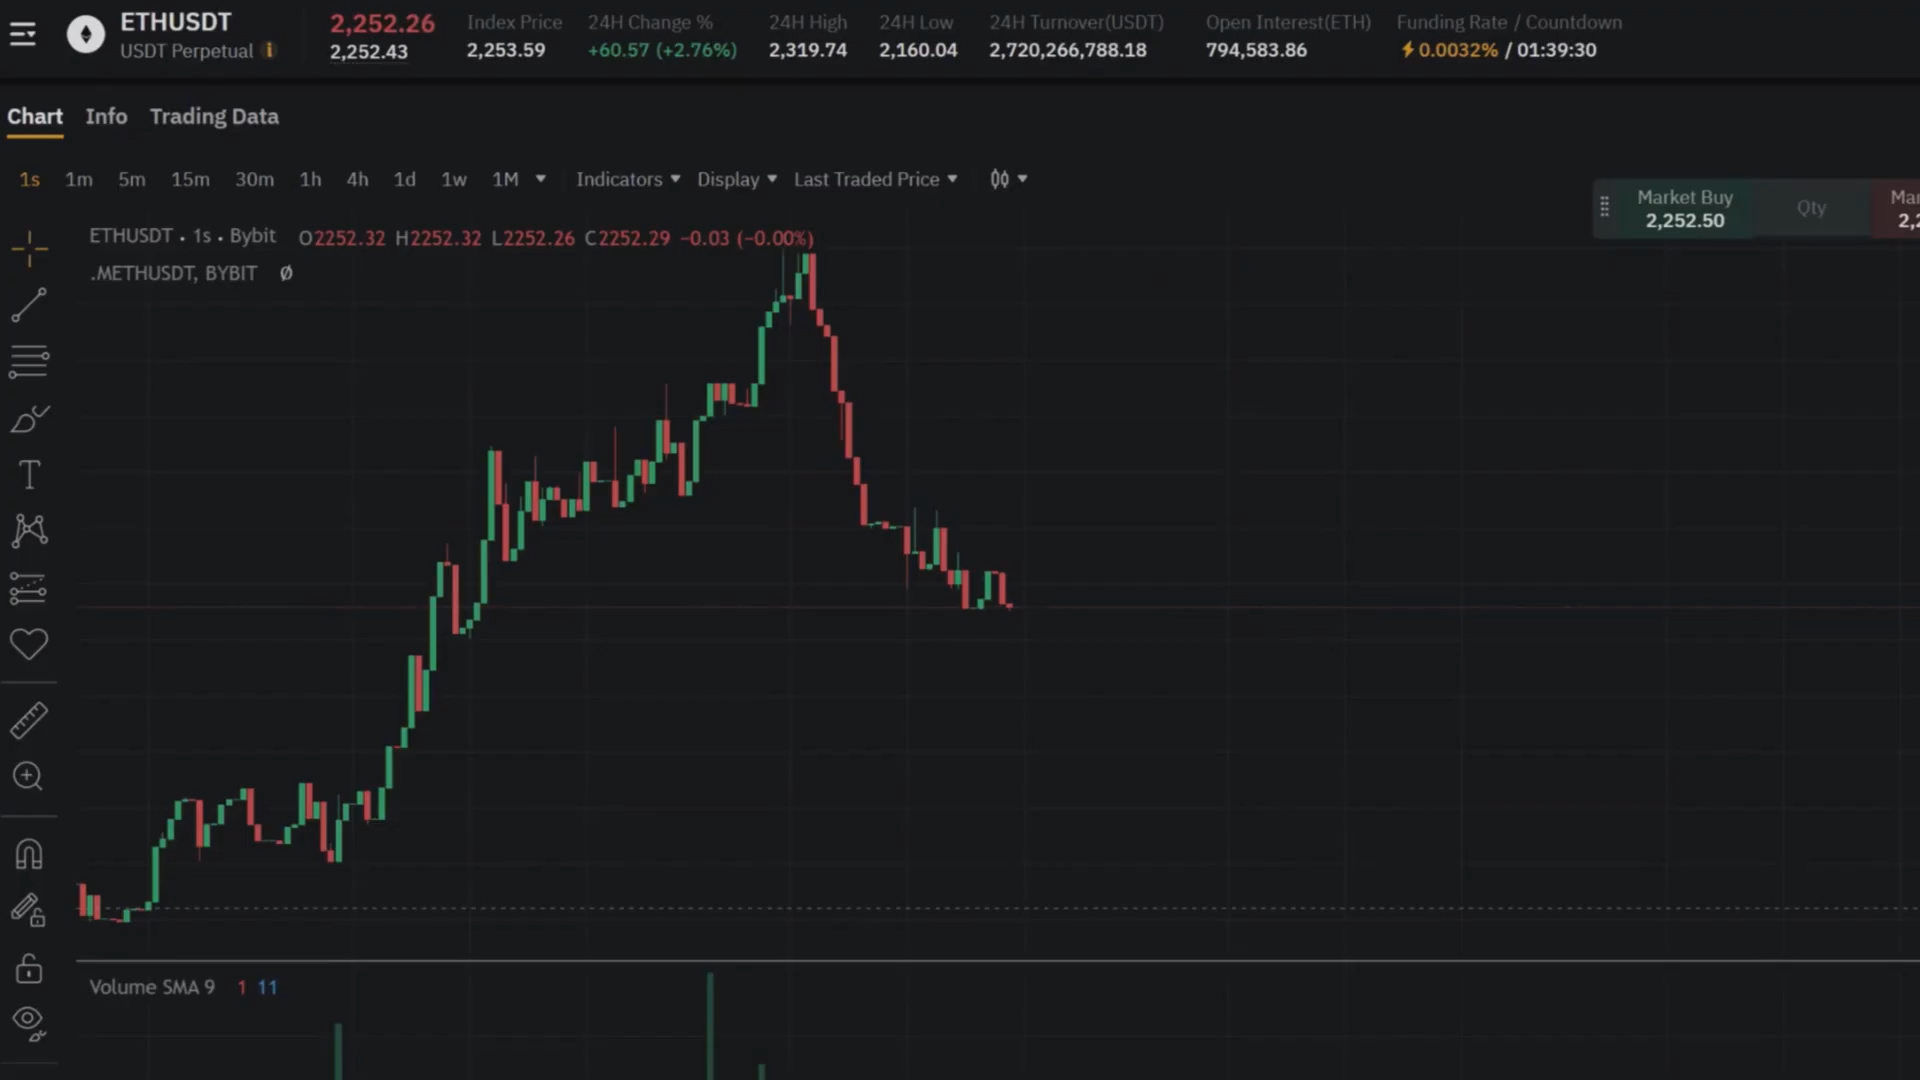 ETHUSDT
USDT Perpetual
2,252.26
2,252.43
Index Price
2,253.59
24H Change %
+60.57 (+2.76%)
24H High
2,319.74
24H Low
2,160.04
24H Turnover(USDT)
2,720,266,788.18
Open Interest(ETH)
794,583.86
Funding Rate / Countdown
0.0032% / 01:39:30
Chart Info Trading Data
1s 1m 5m 15m 30m 1h 4h 1d 1w 1M Indicators Display Last Traded Price
Market Buy
2,252.50
Qty
Mar
2,2
ETHUSDT • 1s • Bybit O2252.32 H2252.32 L2252.26 C2252.29 −0.03 (−0.00%)
.METHUSDT, BYBIT Ø
Volume SMA 9 1 11